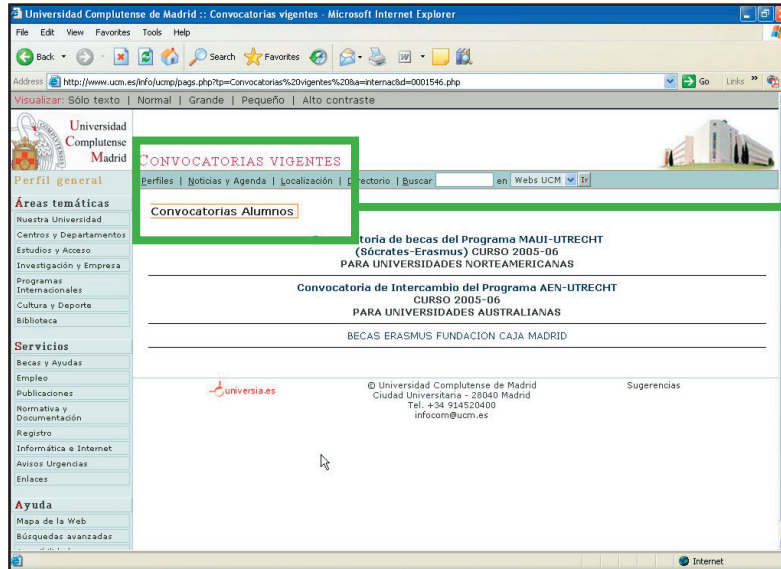 Universidad Complutense de Madrid :: Convocatorias vigentes - Microsoft Internet Explorer
File Edit View Favorites Tools Help
Back Search Favorites
Address http://www.ucm.es/info/ucmp/pags.php?tp=Convocatorias%20vigentes%20&a=internac&d=0001546.php Go Links »
Visualizar: Sólo texto | Normal | Grande | Pequeño | Alto contraste
Universidad
Complutense
Madrid
CONVOCATORIAS VIGENTES
Perfil general
Perfiles | Noticias y Agenda | Localización | Directorio | Buscar en Webs UCM Ir
Áreas temáticas
Nuestra Universidad
Centros y Departamentos
Estudios y Acceso
Investigación y Empresa
Programas
Internacionales
Cultura y Deporte
Biblioteca
Servicios
Becas y Ayudas
Empleo
Publicaciones
Normativa y
Documentación
Registro
Informática e Internet
Avisos Urgencias
Enlaces
Ayuda
Mapa de la Web
Búsquedas avanzadas
Convocatorias Alumnos
toria de becas del Programa MAUI-UTRECHT
(Sócrates-Erasmus) CURSO 2005-06
PARA UNIVERSIDADES NORTEAMERICANAS
Convocatoria de Intercambio del Programa AEN-UTRECHT
CURSO 2005-06
PARA UNIVERSIDADES AUSTRALIANAS
BECAS ERASMUS FUNDACION CAJA MADRID
universia.es
© Universidad Complutense de Madrid
Ciudad Universitaria - 28040 Madrid
Tel. +34 914520400
infocom@ucm.es
Sugerencias
Internet